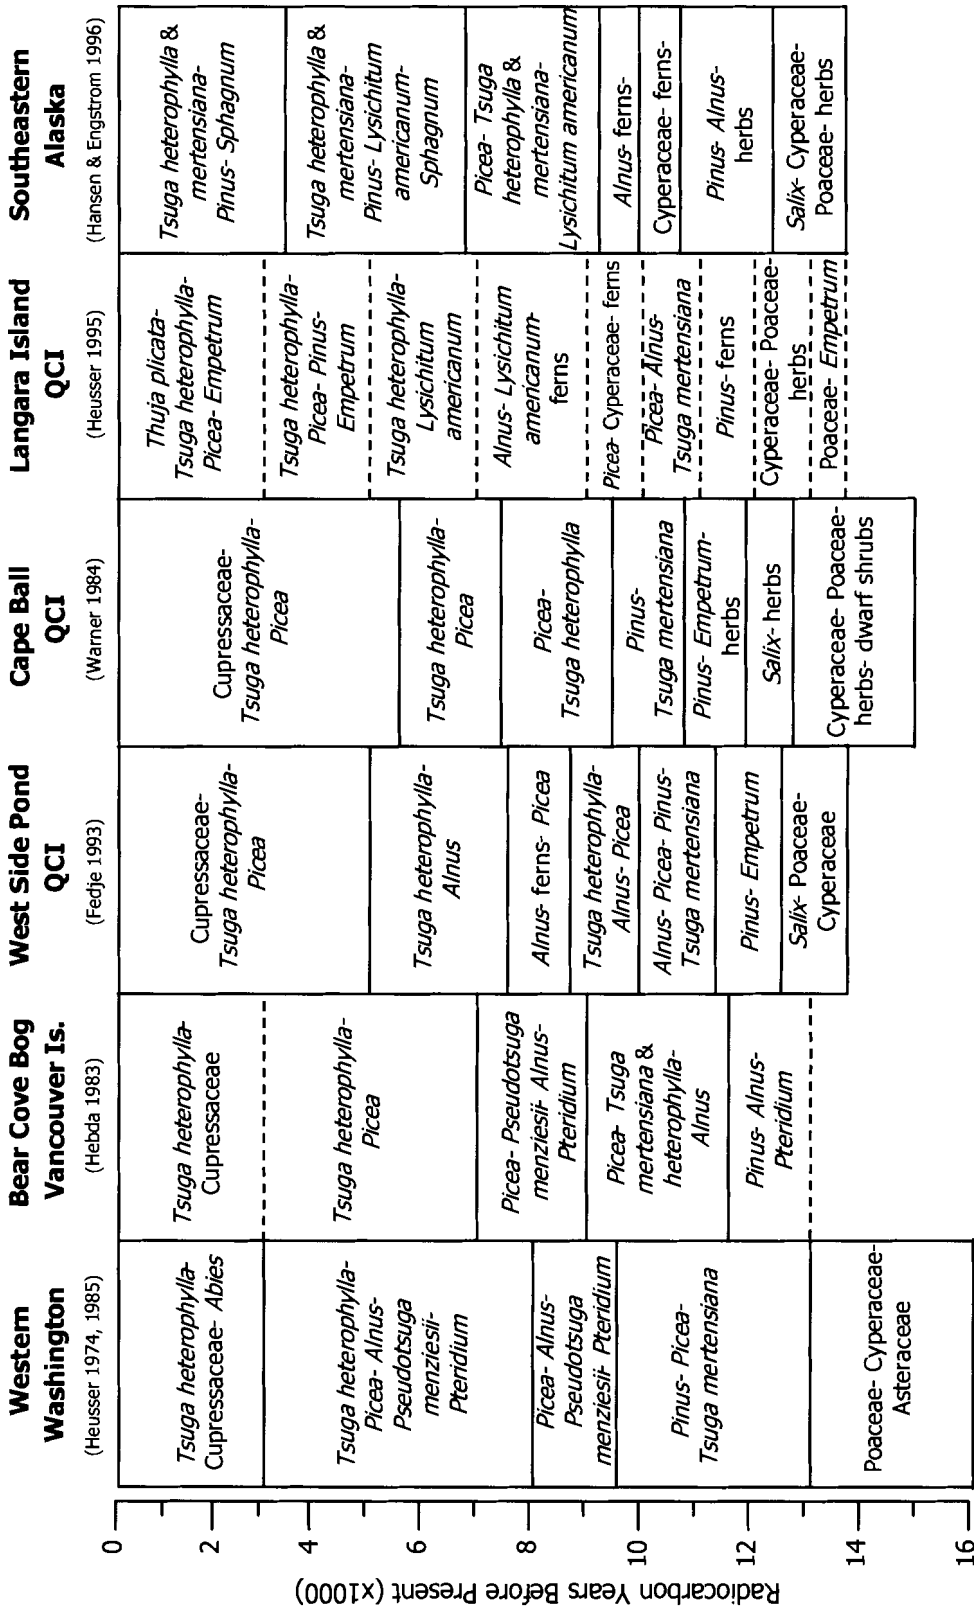 Western
Washington
(Heusser 1974, 1985)
Bear Cove Bog
Vancouver Is.
(Hebda 1983)
West Side Pond
QCI
(Fedje 1993)
Cape Ball
QCI
(Warner 1984)
Langara Island
QCI
(Heusser 1995)
Southeastern
Alaska
(Hansen & Engstrom 1996)
Radiocarbon Years Before Present (x1000)
0
2
4
6
8
10
12
14
16
Tsuga heterophylla-
Cupressaceae- Abies
Tsuga heterophylla-
Picea- Alnus-
Pseudotsuga
menziesii-
Pteridium
Picea- Alnus-
Pseudotsuga
menziesii- Pteridium
Pinus- Picea-
Tsuga mertensiana
Poaceae- Cyperaceae-
Asteraceae
Tsuga heterophylla-
Cupressaceae
Tsuga heterophylla-
Picea
Picea- Pseudotsuga
menziesii- Alnus-
Pteridium
Picea- Tsuga
mertensiana &
heterophylla-
Alnus
Pinus- Alnus-
Pteridium
Cupressaceae-
Tsuga heterophylla-
Picea
Tsuga heterophylla-
Alnus
Alnus- ferns- Picea
Tsuga heterophylla-
Alnus- Picea
Alnus- Picea- Pinus-
Tsuga mertensiana
Pinus- Empetrum
Salix- Poaceae-
Cyperaceae
Cupressaceae-
Tsuga heterophylla-
Picea
Tsuga heterophylla-
Picea
Picea-
Tsuga heterophylla
Pinus-
Tsuga mertensiana
Pinus- Empetrum-
herbs
Salix- herbs
Cyperaceae- Poaceae-
herbs- dwarf shrubs
Thuja plicata-
Tsuga heterophylla-
Picea- Empetrum
Tsuga heterophylla-
Picea- Pinus-
Empetrum
Tsuga heterophylla-
Lysichitum
americanum
Alnus- Lysichitum
americanum-
ferns
Picea- Cyperaceae- ferns
Picea- Alnus-
Tsuga mertensiana
Pinus- ferns
Cyperaceae- Poaceae-
herbs
Poaceae- Empetrum
Tsuga heterophylla &
mertensiana-
Pinus- Sphagnum
Tsuga heterophylla &
mertensiana-
Pinus- Lysichitum
americanum-
Sphagnum
Picea- Tsuga
heterophylla &
mertensiana-
Lysichitum americanum
Alnus- ferns-
Cyperaceae- ferns-
Pinus- Alnus-
herbs
Salix- Cyperaceae-
Poaceae- herbs